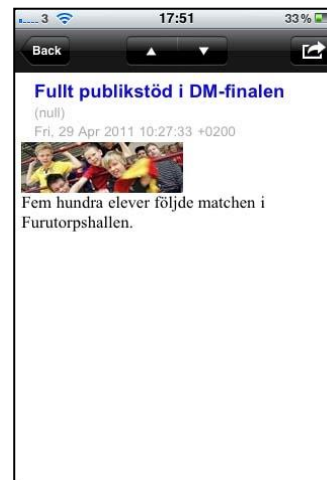 3 17:51 33 %
Back
Fullt publikstöd i DM-finalen
(null)
Fri, 29 Apr 2011 10:27:33 +0200
Fem hundra elever följde matchen i
Furutorpshallen.